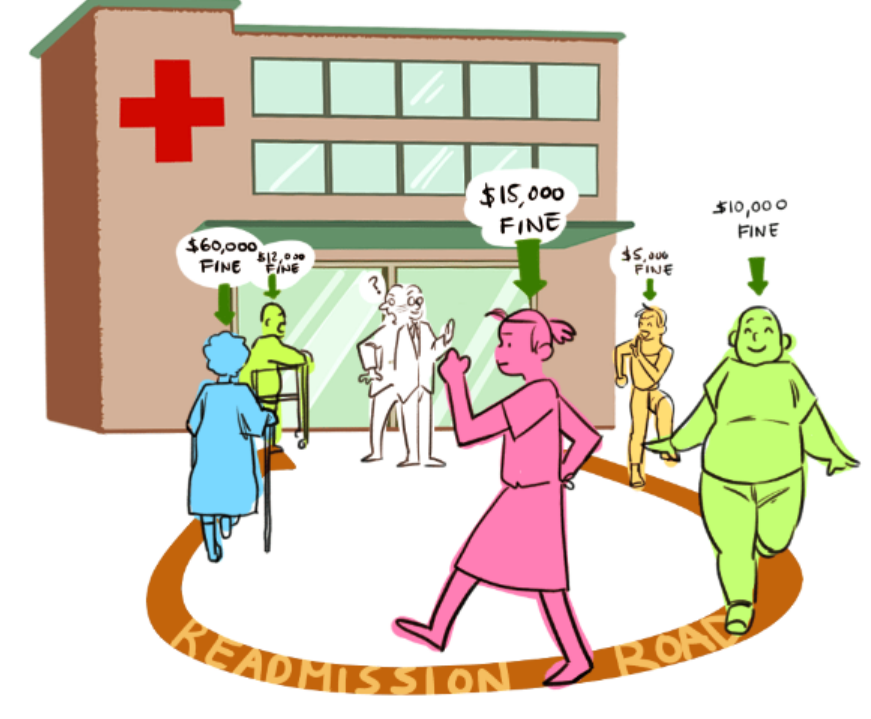 $15,000
FINE
$10,000
FINE
$60,000
FINE
$12,000
FINE
$5,000
FINE
?
READMISSION ROAD